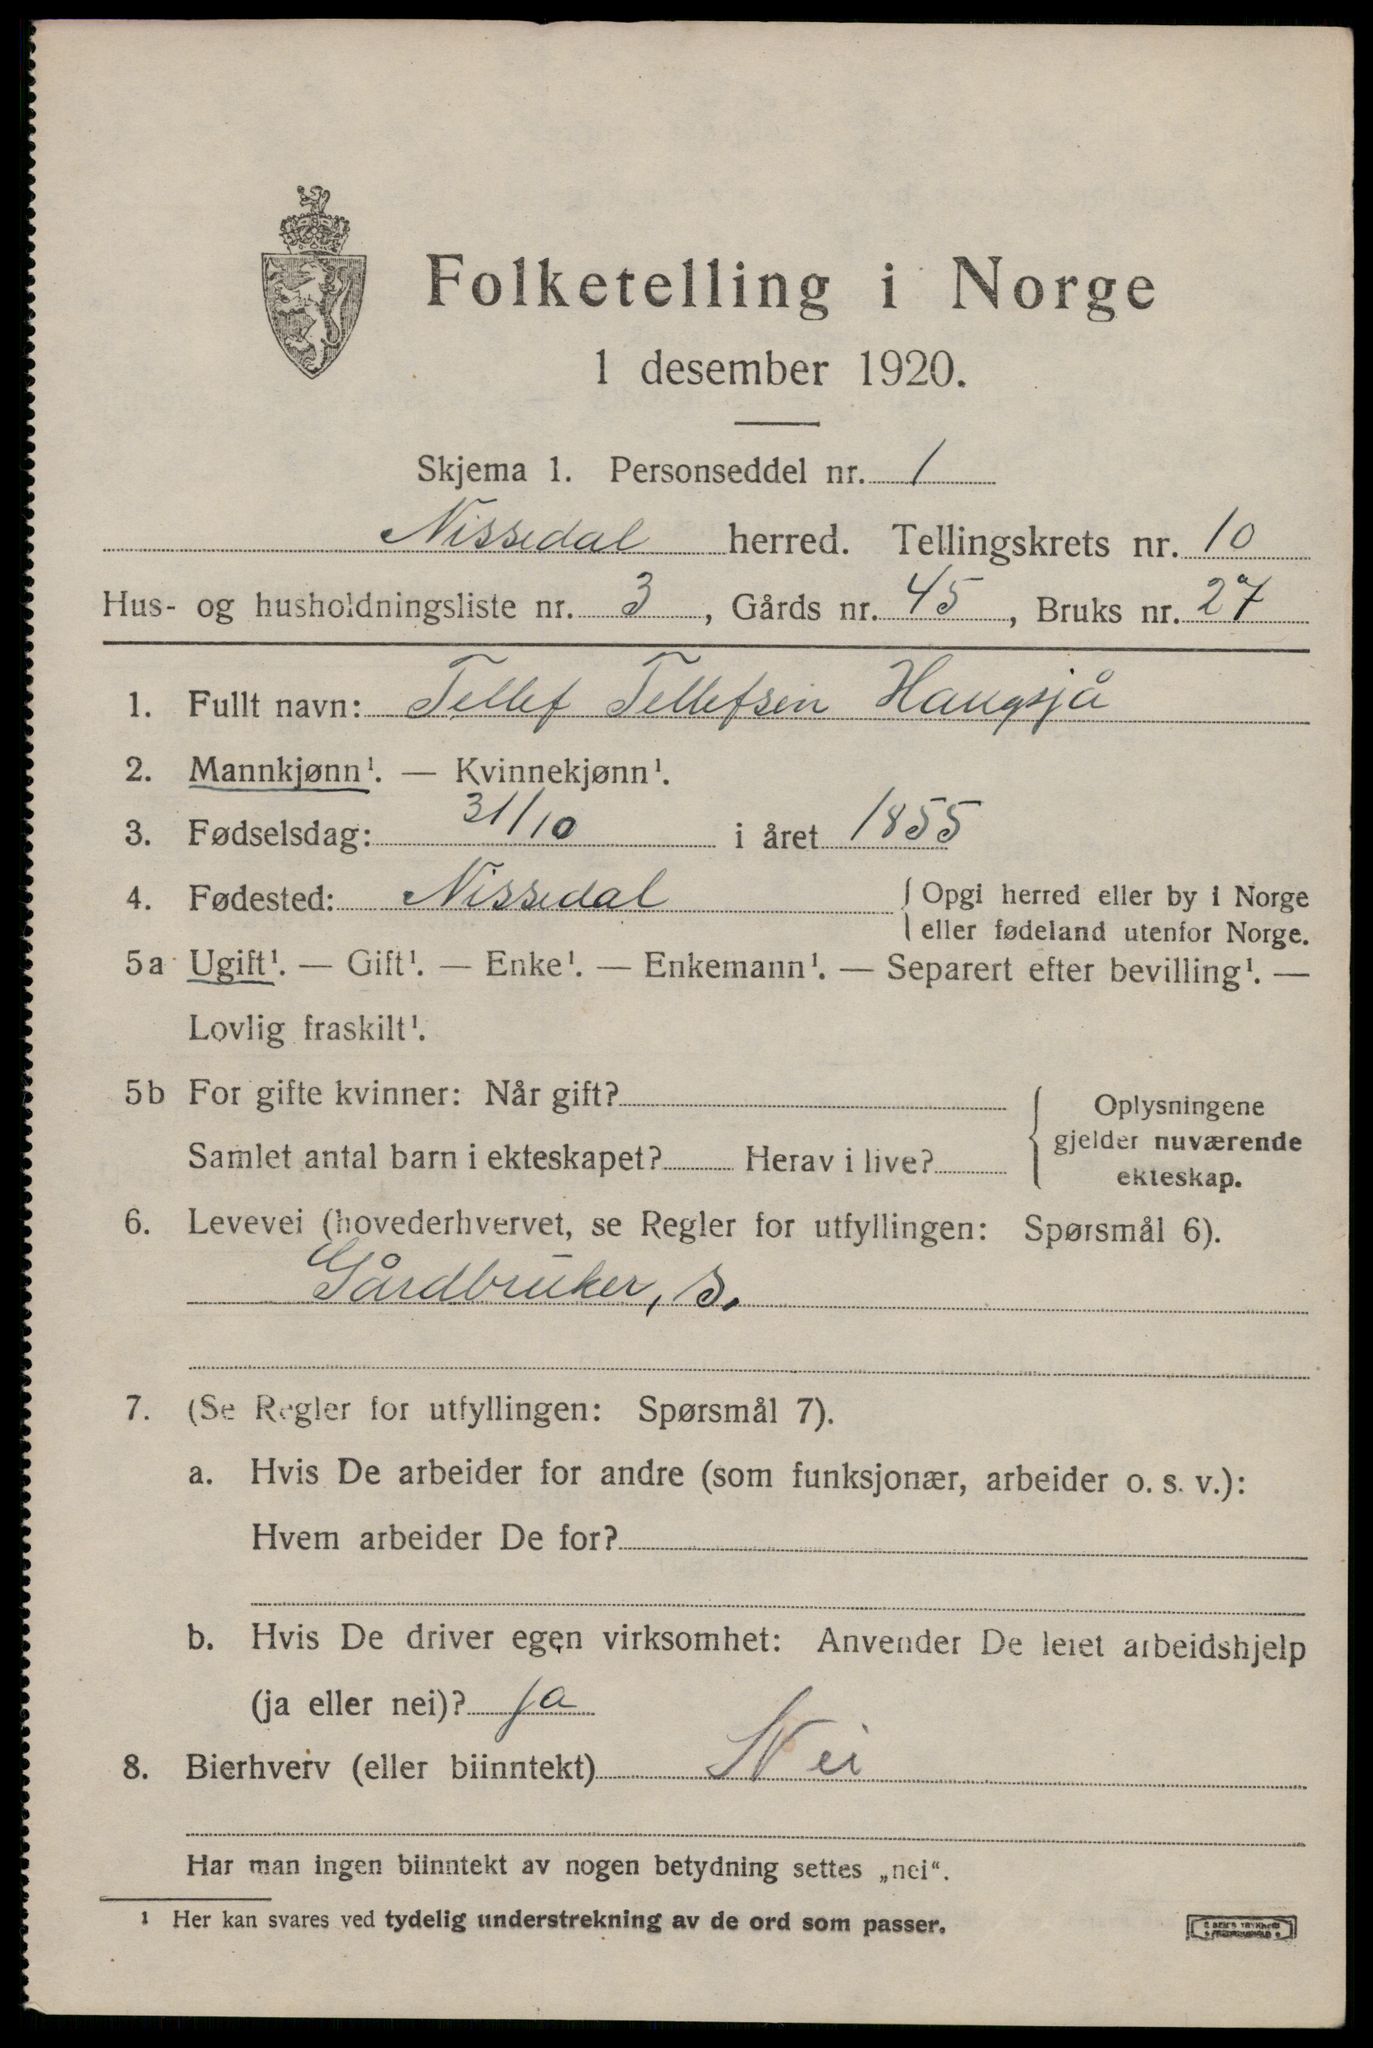 Folketelling i Norge
1 desember 1920.
Skjema 1. Personseddel nr. 1
Nissedal herred. Tellingskrets nr. 10
Hus- og husholdningsliste nr. 3, Gårds nr. 45, Bruks nr. 27
1. Fullt navn: Tellef Tellefsen Haugsjå
2. Mannkjønn¹. — Kvinnekjønn¹.
3. Fødselsdag: 31/10 i året 1855
4. Fødested: Nissedal { Opgi herred eller by i Norge
eller fødeland utenfor Norge.
5a Ugift¹. — Gift¹. — Enke¹. — Enkemann¹. — Separert efter bevilling¹. —
Lovlig fraskilt¹.
5b For gifte kvinner: Når gift?
Samlet antal barn i ekteskapet? Herav i live?
{ Oplysningene
gjelder nuværende
ekteskap.
6. Levevei (hovederhvervet, se Regler for utfyllingen: Spørsmål 6).
Gårdbruker, s.
7. (Se Regler for utfyllingen: Spørsmål 7).
a. Hvis De arbeider for andre (som funksjonær, arbeider o. s. v.):
Hvem arbeider De for?
b. Hvis De driver egen virksomhet: Anvender De leiet arbeidshjelp
(ja eller nei)? ja
8. Bierhverv (eller biinntekt) Nei
Har man ingen biinntekt av nogen betydning settes „nei“.
1 Her kan svares ved tydelig understrekning av de ord som passer.